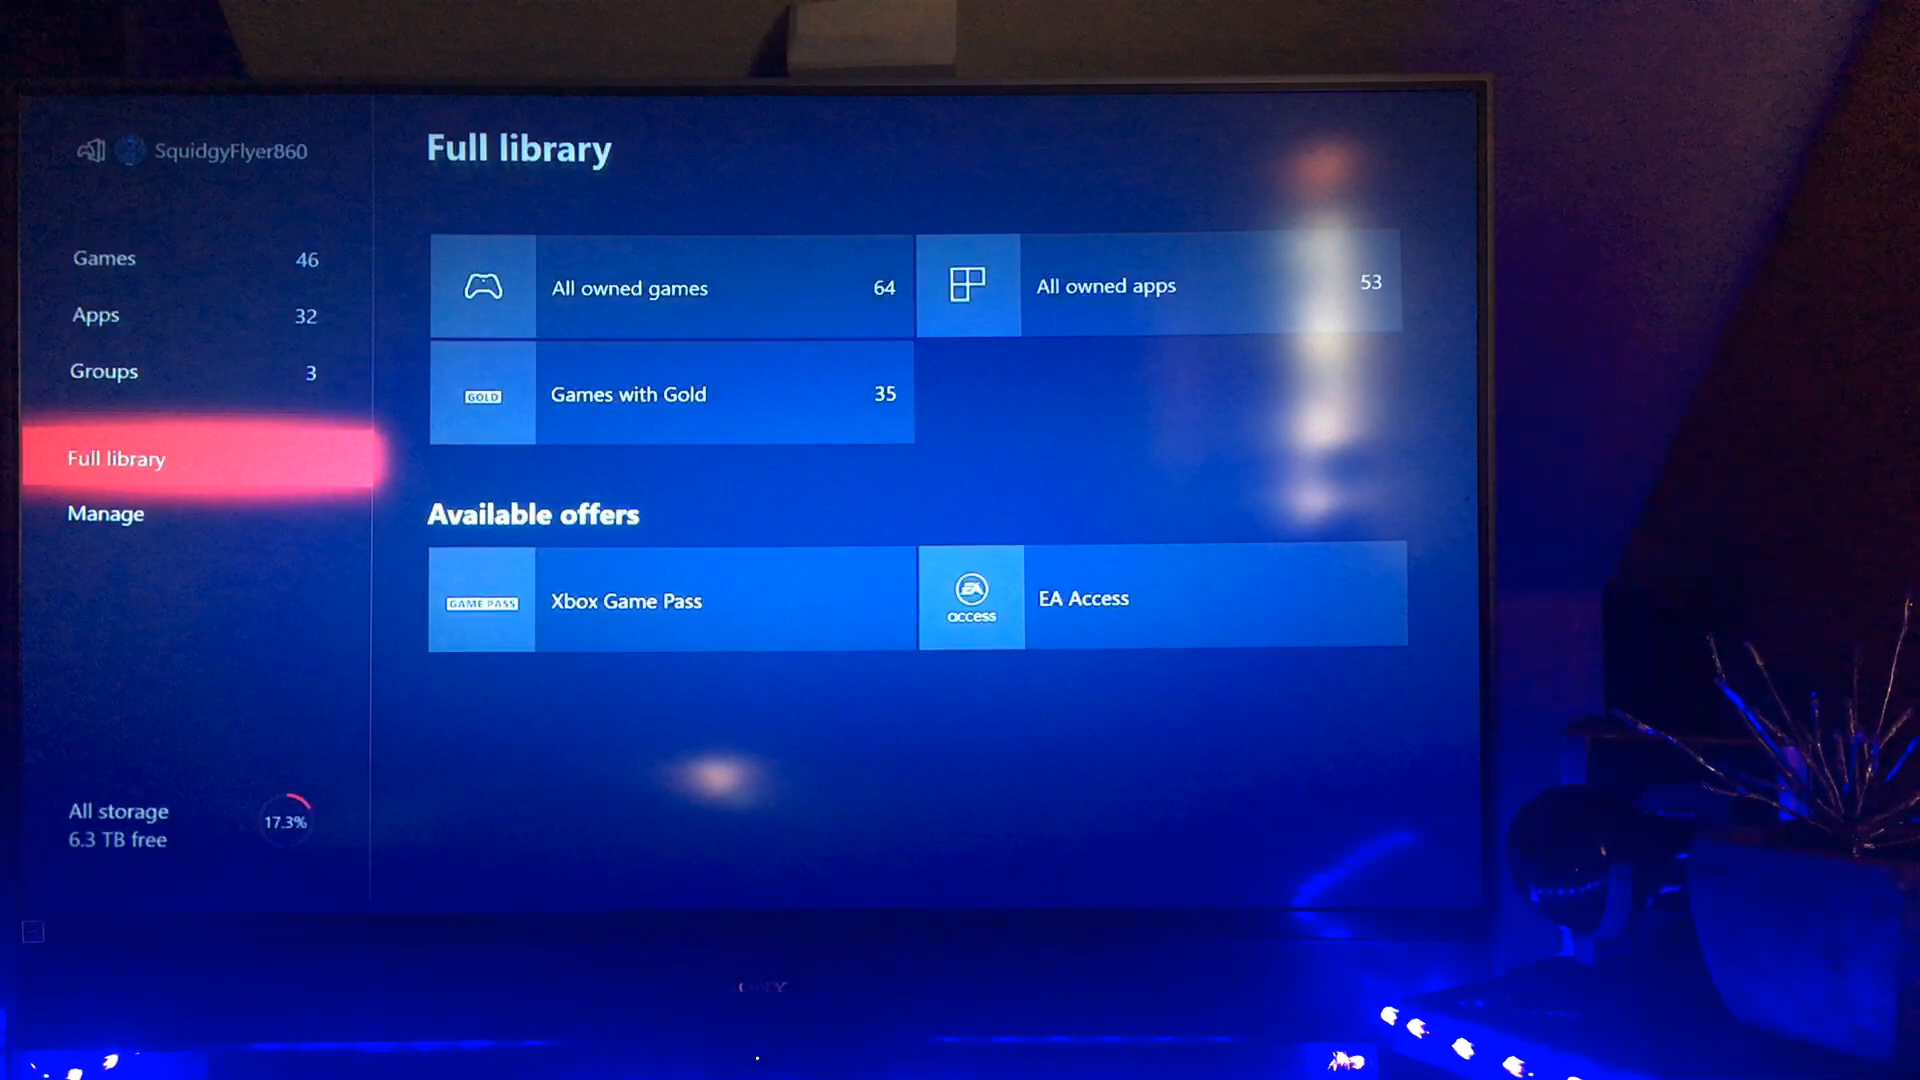 SquidgyFlyer860
Games 46
Apps 32
Groups 3
Full library
Manage
All storage
6.3 TB free
17.3%
Full library
All owned games 64
All owned apps 53
GOLD
Games with Gold 35
Available offers
GAME PASS
Xbox Game Pass
EA
access
EA Access